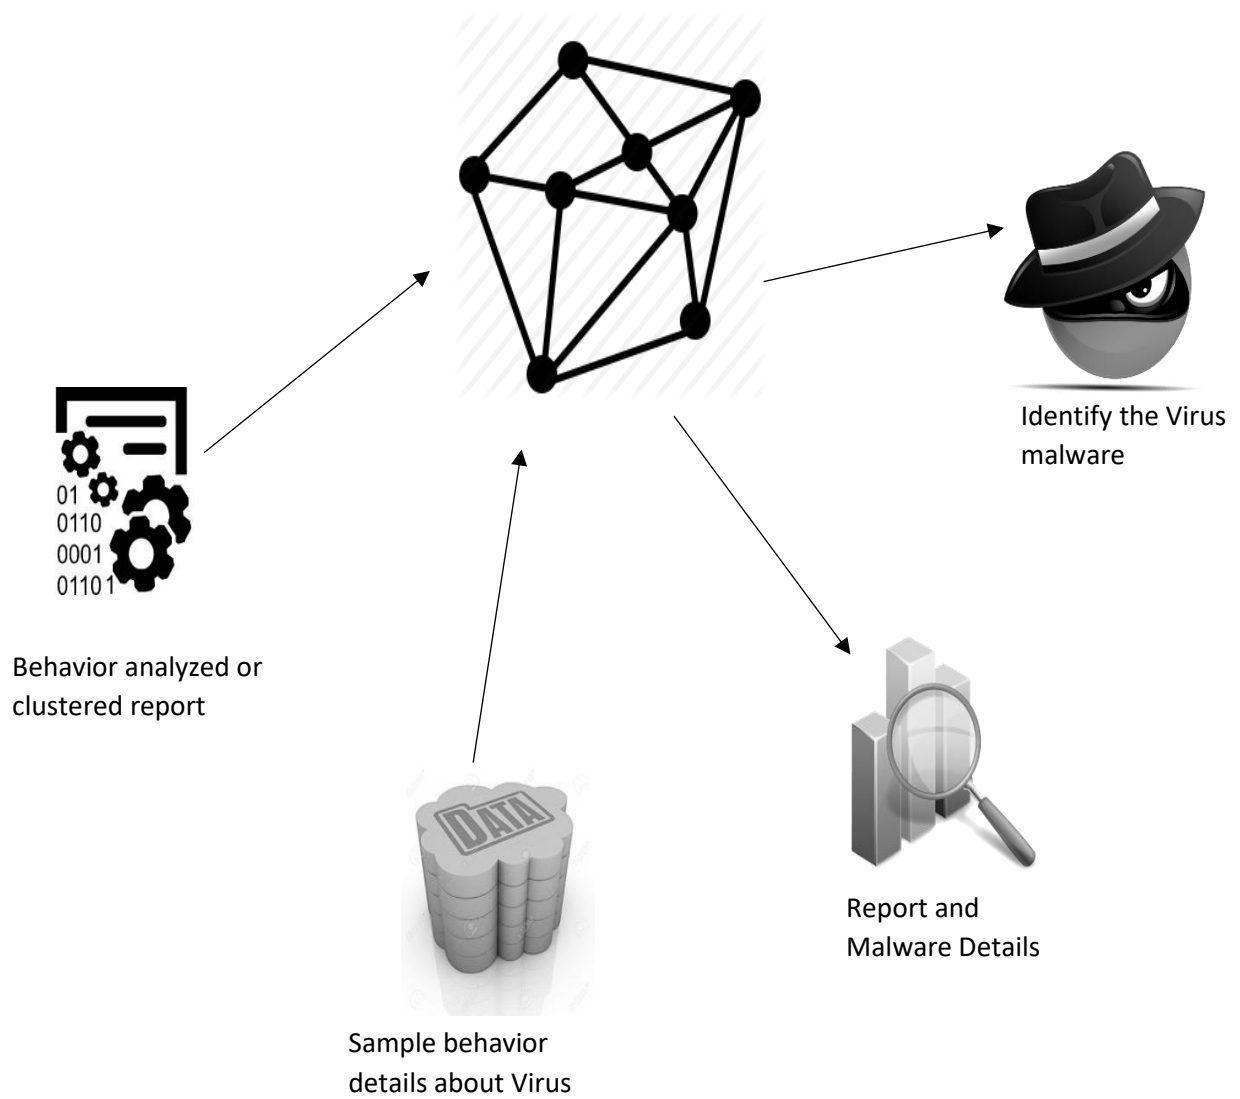 Identify the Virus
malware
01
0110
0001
01101
Behavior analyzed or
clustered report
DATA
Report and
Malware Details
Sample behavior
details about Virus